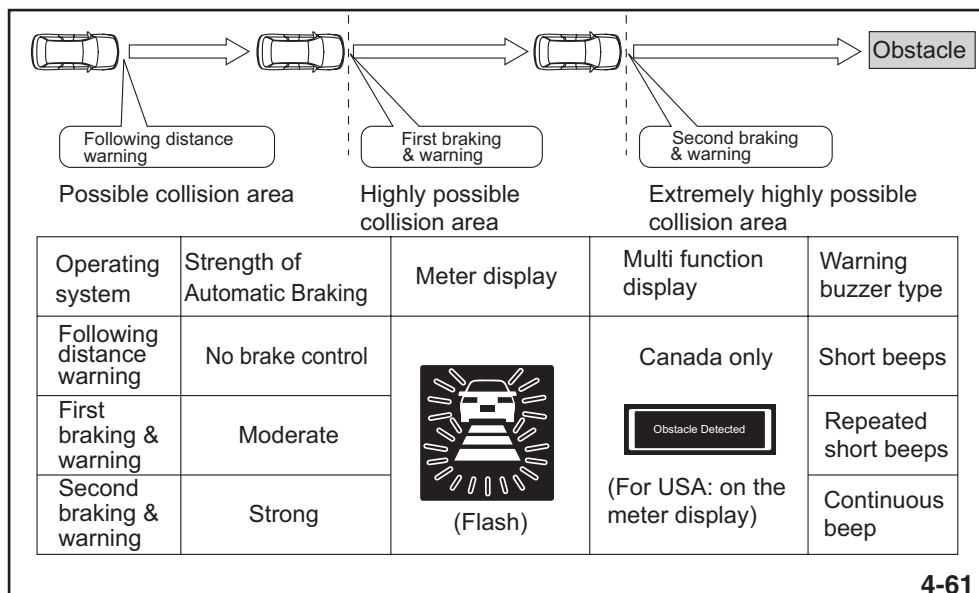 Obstacle
Following distance
warning
First braking
& warning
Second braking
& warning
Possible collision area
Highly possible
collision area
Extremely highly possible
collision area
Operating
system
Strength of
Automatic Braking
Meter display
Multi function
display
Warning
buzzer type
Following
distance
warning
No brake control
(Flash)
Canada only
Obstacle Detected
(For USA: on the
meter display)
Short beeps
First
braking &
warning
Moderate
Repeated
short beeps
Second
braking &
warning
Strong
Continuous
beep
4-61